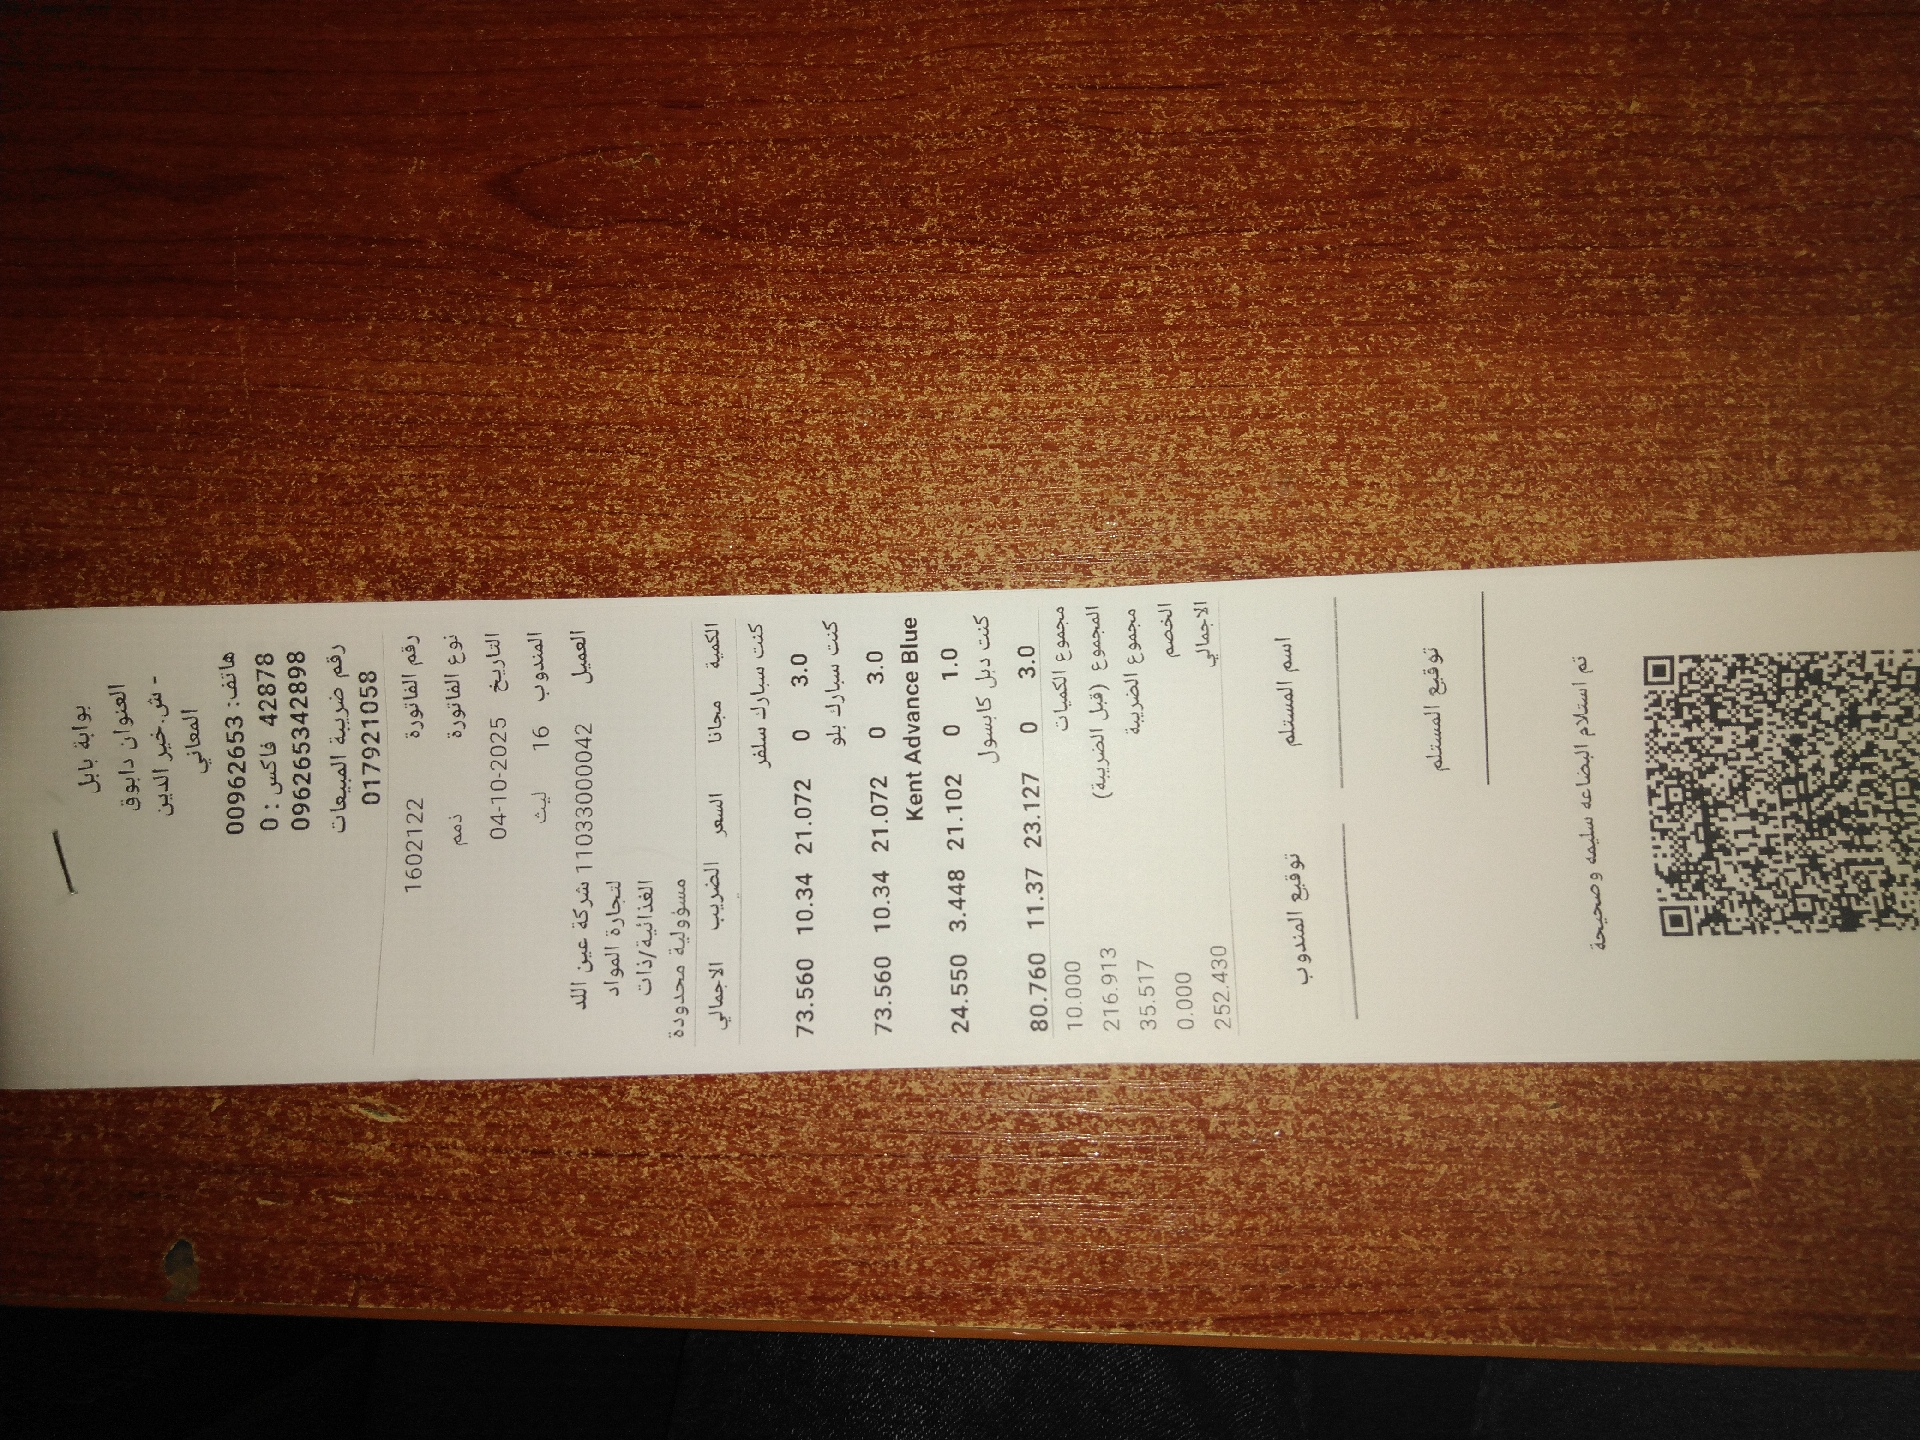 بوابة بابل
العنوان دابوق
- ش.خير الدين
المعاني
هاتف: 00962653
42878 فاكس: 0
096265342898
رقم ضريبة المبيعات
017921058
رقم الفاتورة 1602122
نوع الفاتورة ذمم
التاريخ 04-10-2025
المندوب 16 ليث
العميل 11033000042 شركة عين اللد
لتجارة المواد
الغذائية/ذات
مسؤولية محدودة
الكمية مجانا السعر الضريب الاجمالي
كنت سبارك سلفر
3.0 0 21.072 10.34 73.560
كنت سبارك بلو
3.0 0 21.072 10.34 73.560
Kent Advance Blue
1.0 0 21.102 3.448 24.550
كنت دبل كابسول
3.0 0 23.127 11.37 80.760
مجموع الكميات 10.000
المجموع (قبل الضريبة) 216.913
مجموع الضريبة 35.517
الخصم 0.000
الاجمالي 252.430
اسم المستلم توقيع المندوب
توقيع المستلم
تم استلام البضاعه سليمه وصحيحة